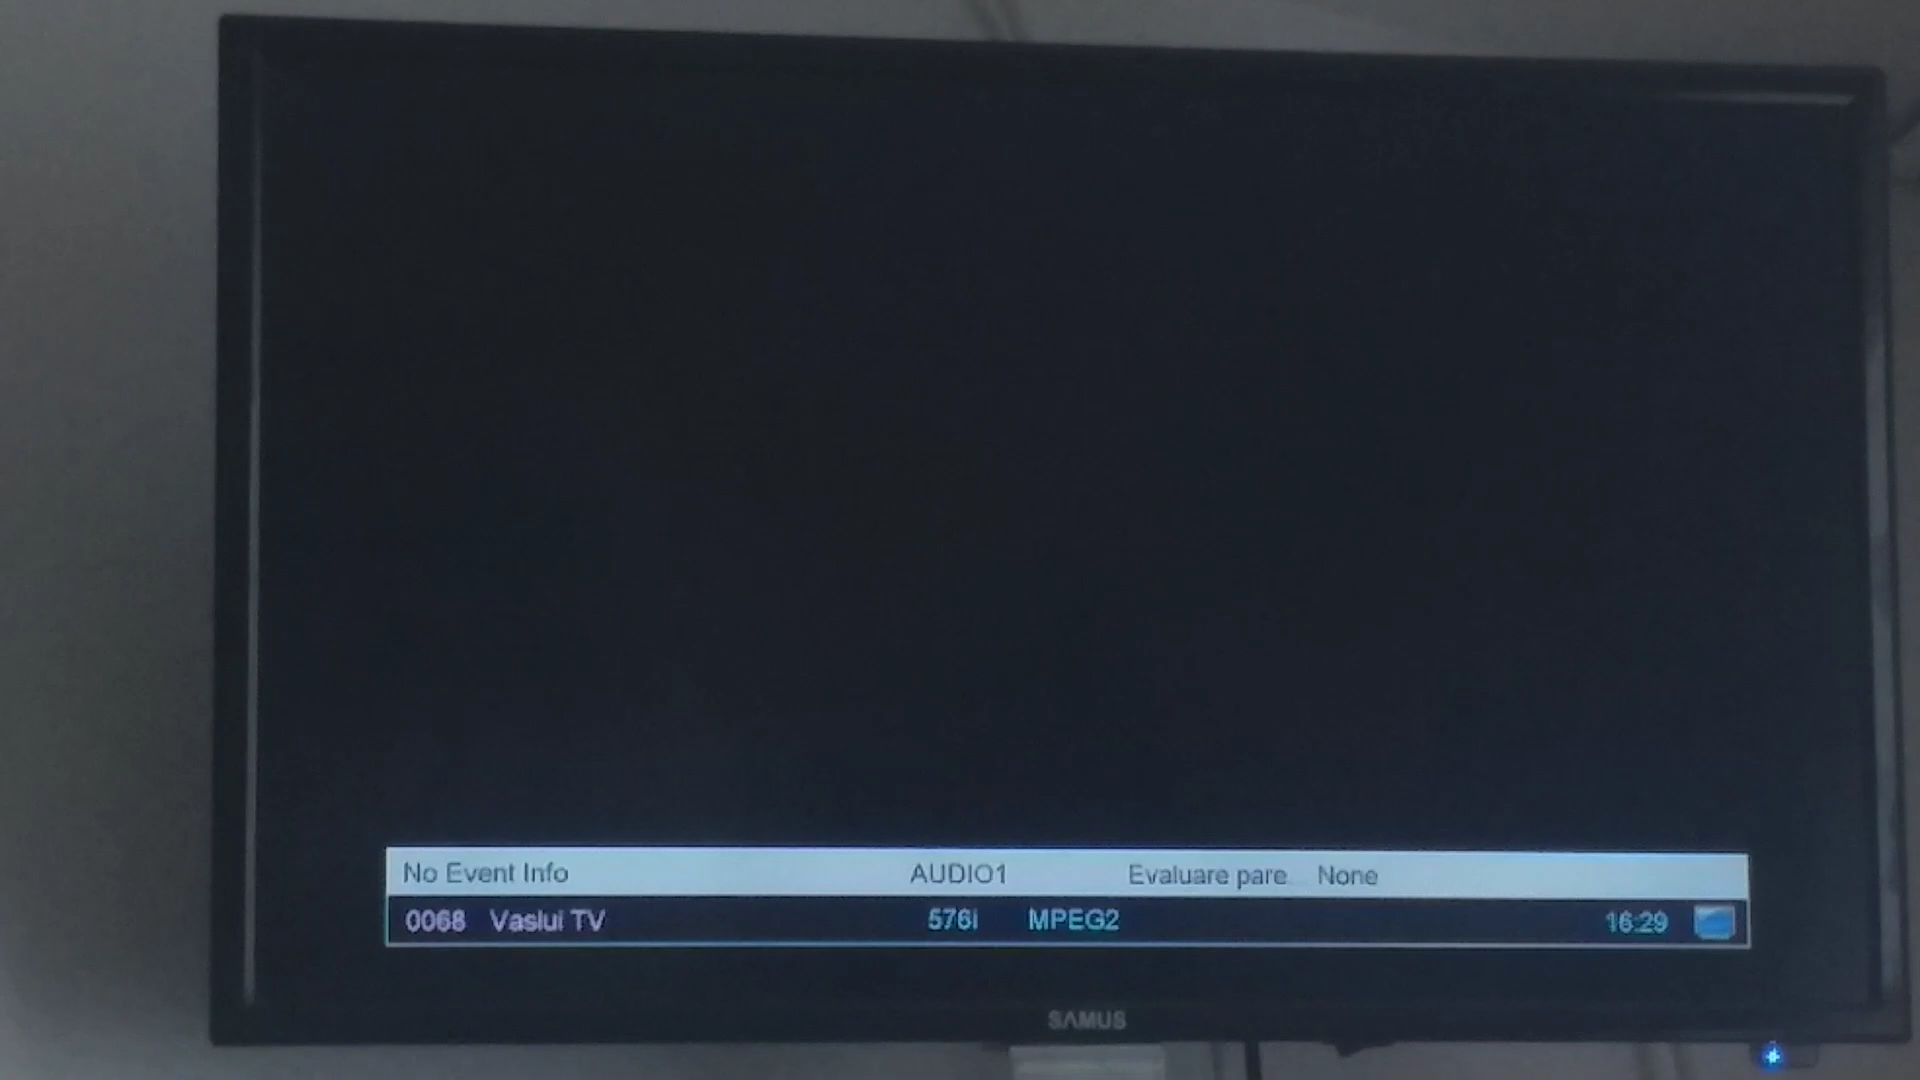 No Event Info AUDIO1 Evaluare pare... None
0068 Vaslui TV 576i MPEG2 16:29
SAMUS